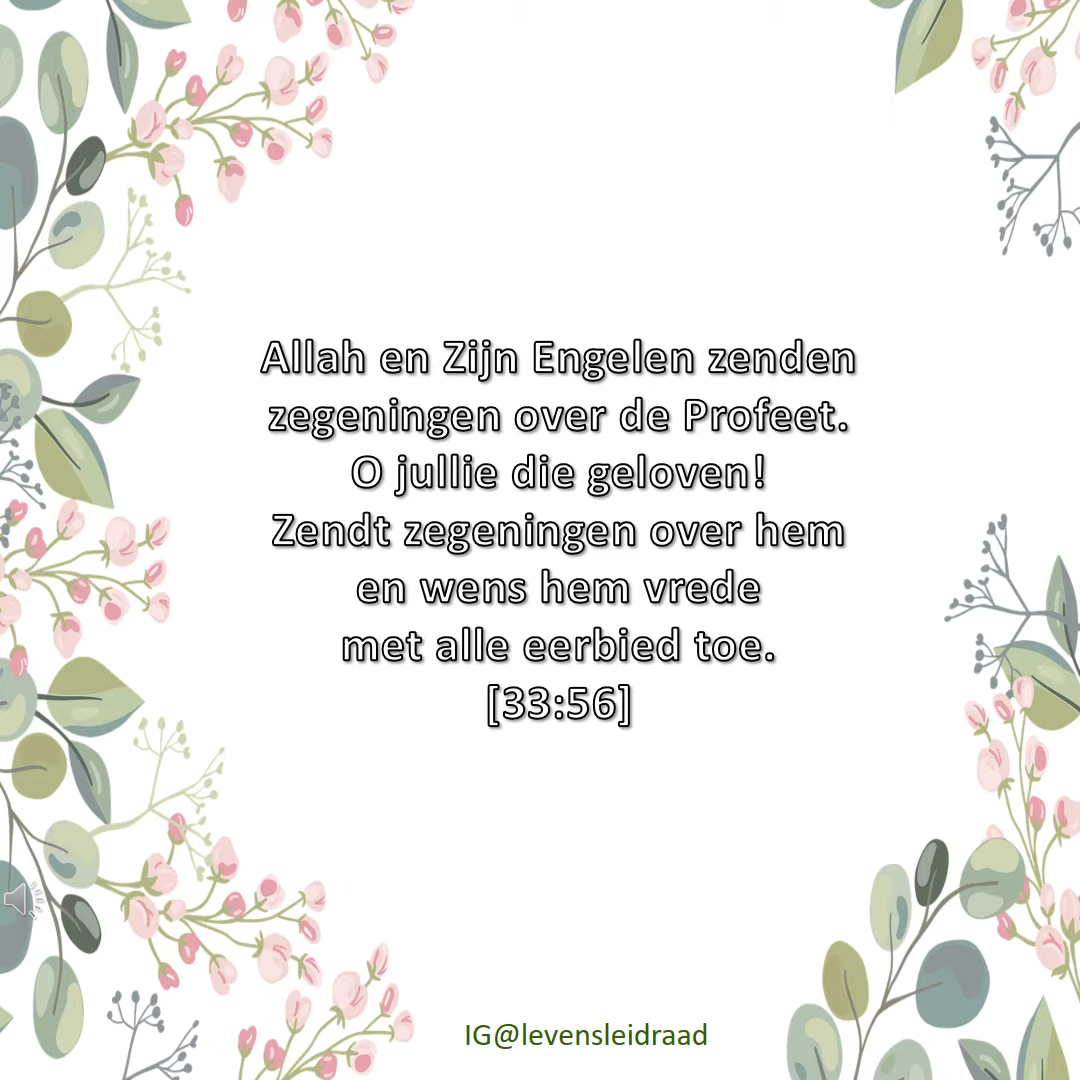 Allah en Zijn Engelen zenden
zegeningen over de Profeet.
O jullie die geloven!
Zendt zegeningen over hem
en wens hem vrede
met alle eerbied toe.
[33:56]
IG@levensleidraad